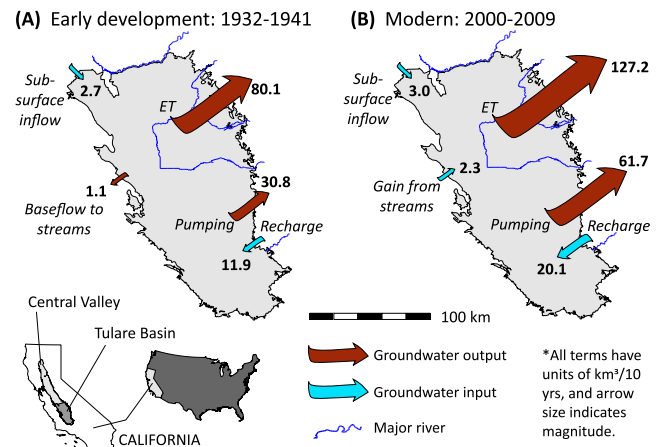 (A) Early development: 1932-1941
Sub-
surface
inflow
2.7
ET
80.1
1.1
Baseflow to
streams
30.8
Pumping
Recharge
11.9
(B) Modern: 2000-2009
Sub-
surface
inflow
3.0
ET
127.2
2.3
Gain from
streams
61.7
Pumping
Recharge
20.1
Central Valley
Tulare Basin
CALIFORNIA
100 km
Groundwater output
Groundwater input
Major river
*All terms have
units of km³/10
yrs, and arrow
size indicates
magnitude.